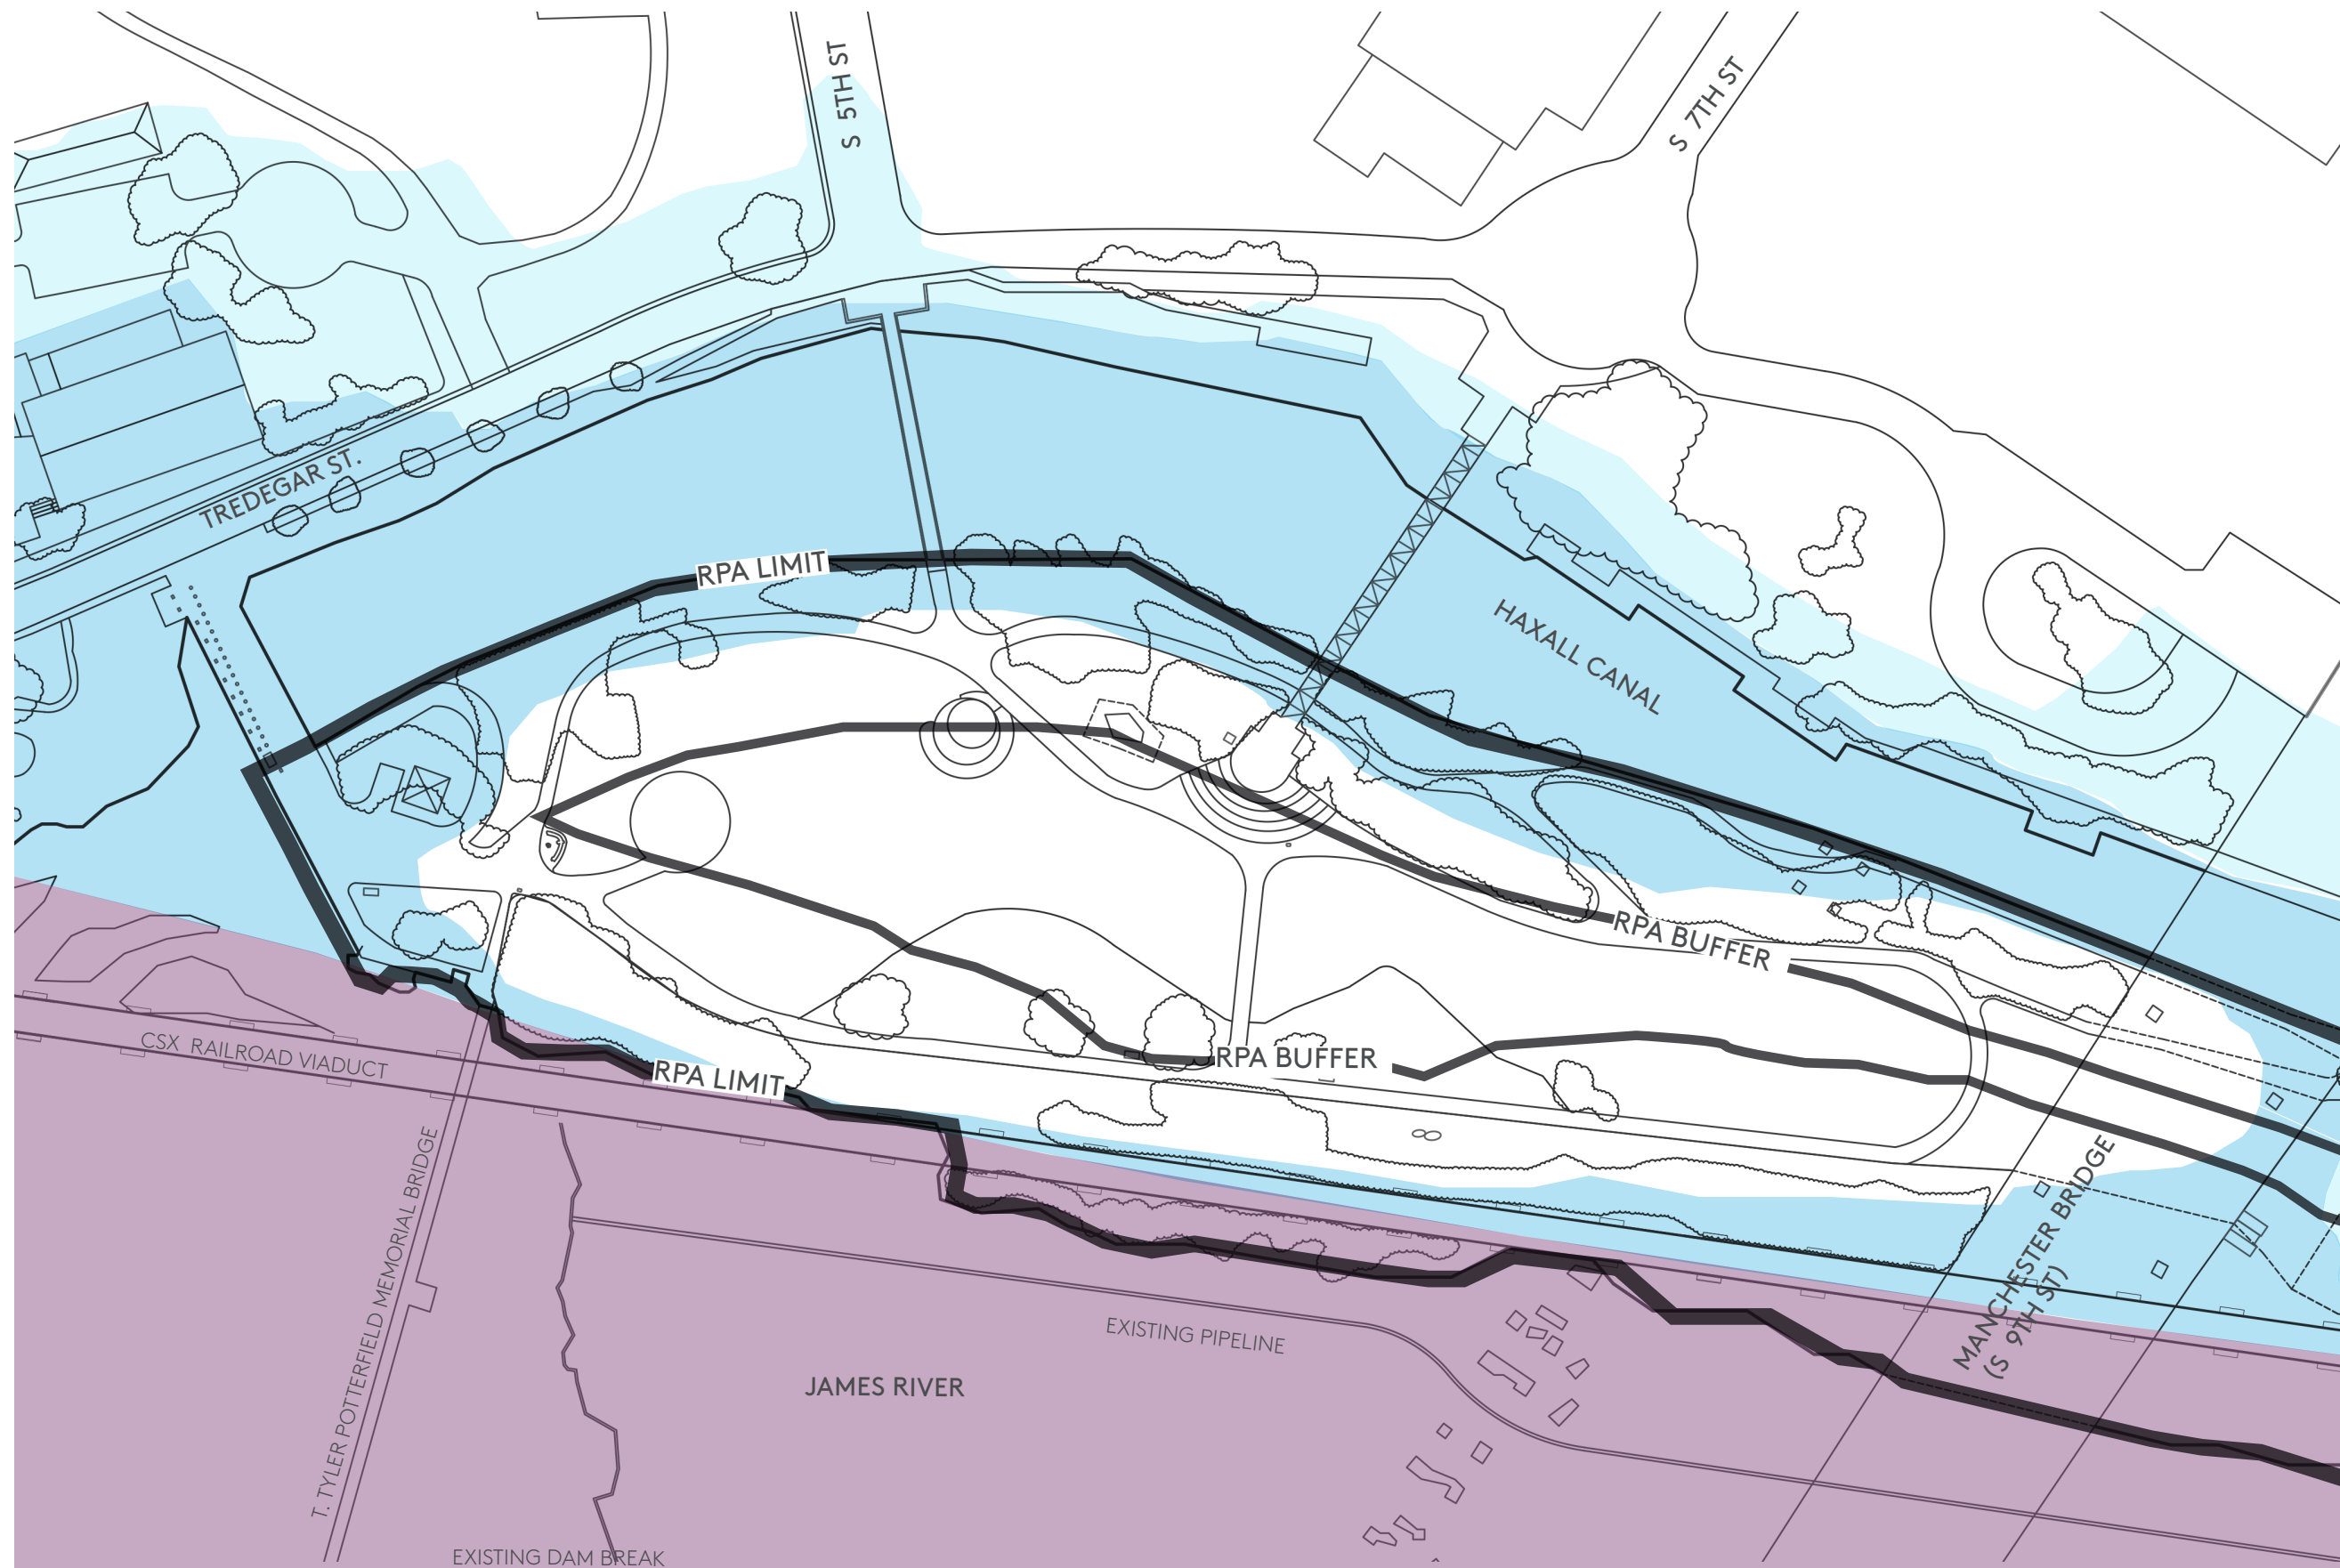 S 5TH ST
S 7TH ST
TREDEGAR ST.
RPA LIMIT
HAXALL CANAL
RPA BUFFER
RPA BUFFER
CSX RAILROAD VIADUCT
RPA LIMIT
T. TYLER POTTERFIELD MEMORIAL BRIDGE
MANCHESTER BRIDGE
(S 9TH ST)
EXISTING PIPELINE
JAMES RIVER
EXISTING DAM BREAK